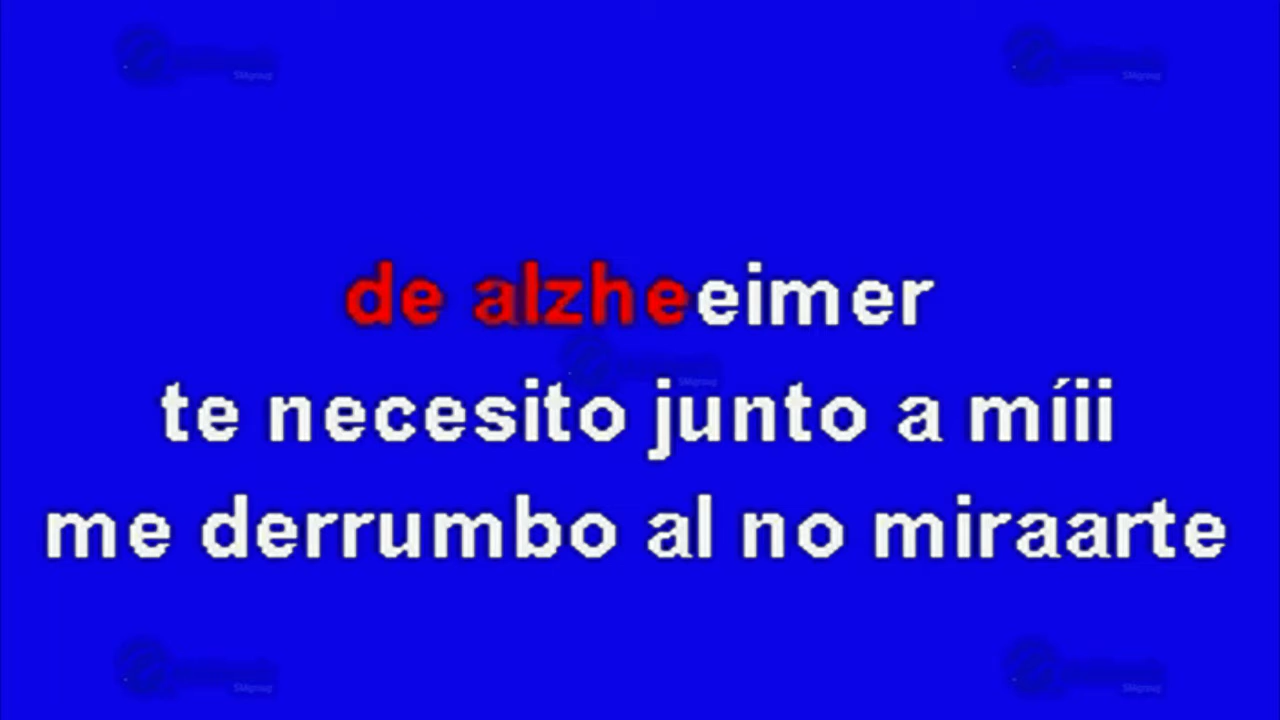 de alzheeimer
te necesito junto a míii
me derrumbo al no miraarte